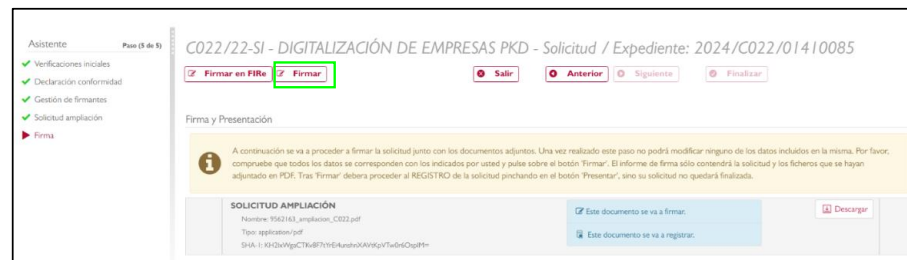 Asistente Paso (5 de 5)
Verificaciones iniciales
Declaración conformidad
Gestión de firmantes
Solicitud ampliación
Firma
C022/22-SI - DIGITALIZACIÓN DE EMPRESAS PKD - Solicitud / Expediente: 2024/C022/01410085
Firmar en FIRe Firmar Salir Anterior Siguiente Finalizar
Firma y Presentación
A continuación se va a proceder a firmar la solicitud junto con los documentos adjuntos. Una vez realizado este paso no podrá modificar ninguno de los datos incluidos en la misma. Por favor,
compruebe que todos los datos se corresponden con los indicados por usted y pulse sobre el botón 'Firmar'. El informe de firma sólo contendrá la solicitud y los ficheros que se hayan
adjuntado en PDF. Tras 'Firmar' debera proceder al REGISTRO de la solicitud pinchando en el botón 'Presentar', sino su solicitud no quedará finalizada.
SOLICITUD AMPLIACIÓN
Nombre: 9562163_ampliacion_C022.pdf
Tipo: application/pdf
SHA-1:
Este documento se va a firmar.
Este documento se va a registrar.
Descargar